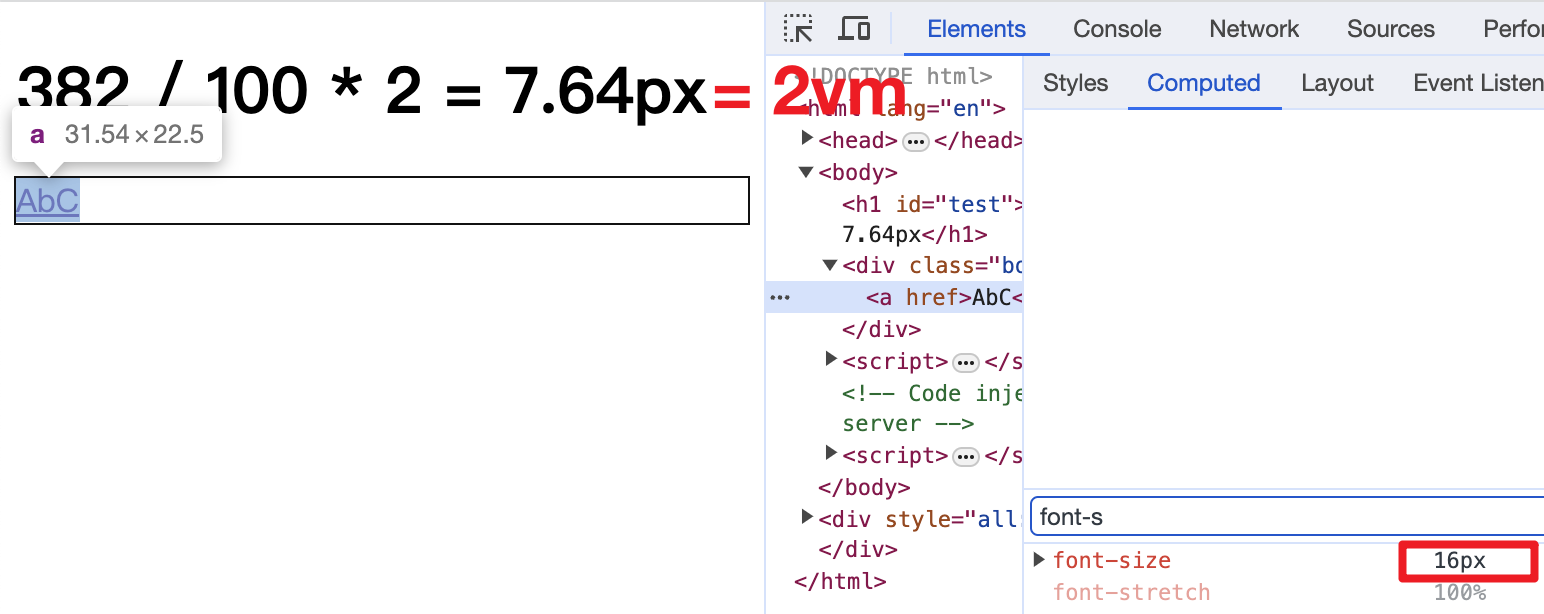 382 / 100 * 2 = 7.64px= 2vm
a 31.54 × 22.5
AbC
Elements Console Network Sources Perfor
<!DOCTYPE html>
<html lang="en">
<head> ••• </head>
<body>
<h1 id="test">
7.64px</h1>
<div class="bo
••• <a href>AbC<
</div>
<script> ••• </s
<!-- Code inje
server -->
<script> ••• </s
</body>
<div style="all:
</div>
</html>
Styles Computed Layout Event Listen
font-s
font-size 16px
font-stretch 100%